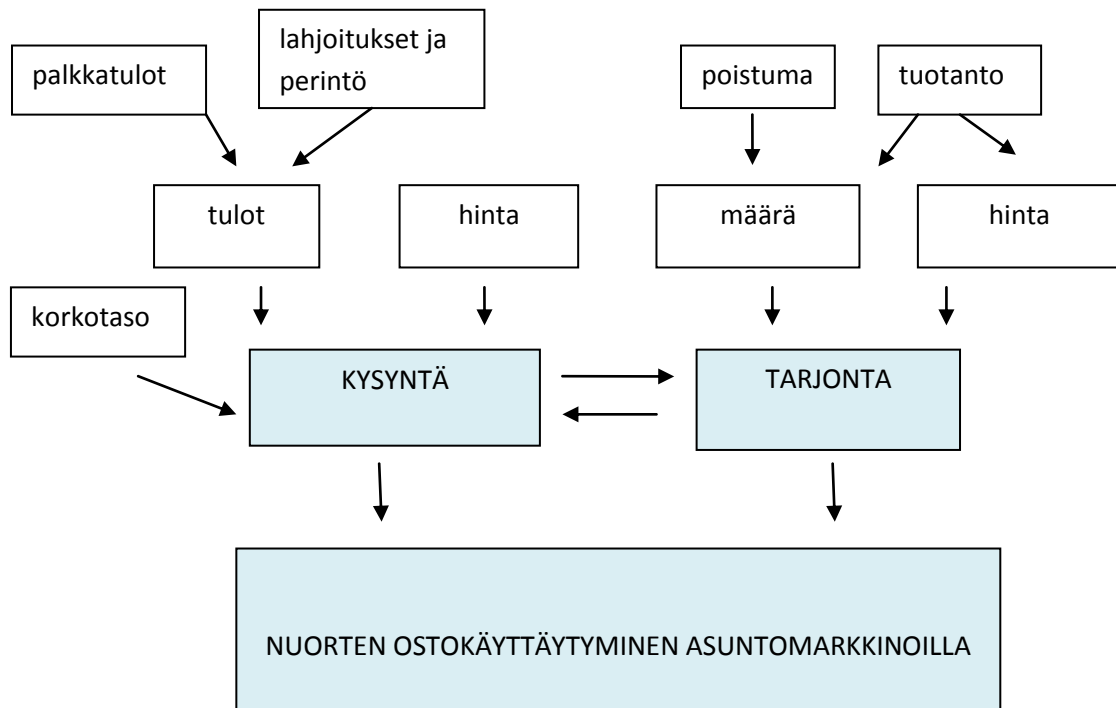 palkkatulot
lahjoitukset ja
perintö
poistuma
tuotanto
tulot
hinta
määrä
hinta
korkotaso
KYSYNTÄ
TARJONTA
NUORTEN OSTOKÄYTTÄYTYMINEN ASUNTOMARKKINOILLA